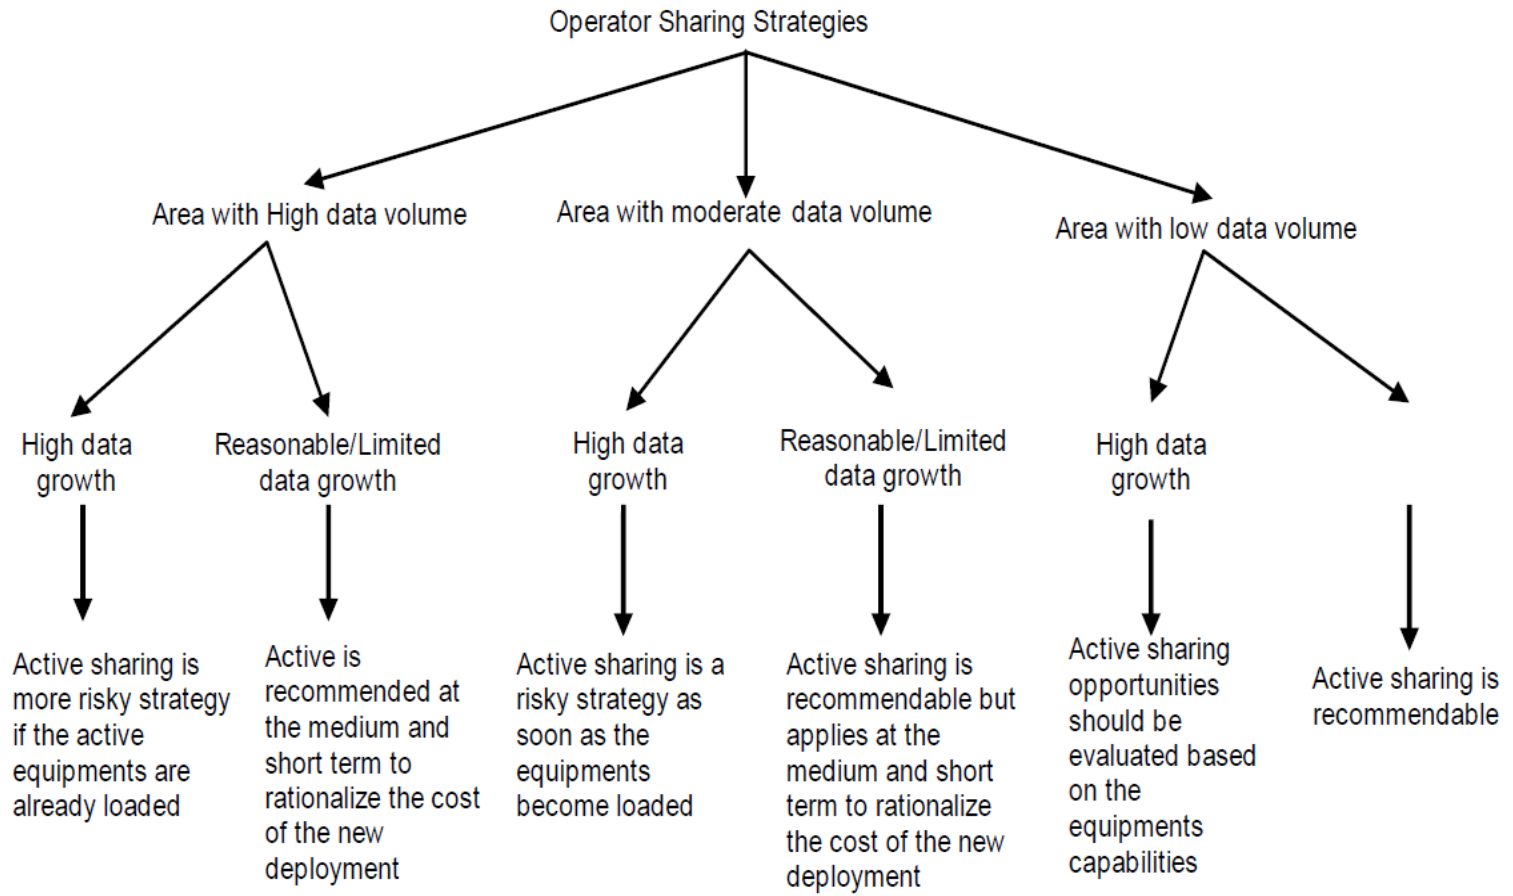 Operator Sharing Strategies
Area with High data volume
Area with moderate data volume
Area with low data volume
High data
growth
Reasonable/Limited
data growth
High data
growth
Reasonable/Limited
data growth
High data
growth
Active sharing is
more risky strategy
if the active
equipments are
already loaded
Active is
recommended at
the medium and
short term to
rationalize the cost
of the new
deployment
Active sharing is a
risky strategy as
soon as the
equipments
become loaded
Active sharing is
recommendable but
applies at the
medium and short
term to rationalize
the cost of the new
deployment
Active sharing
opportunities
should be
evaluated based
on the
equipments
capabilities
Active sharing is
recommendable